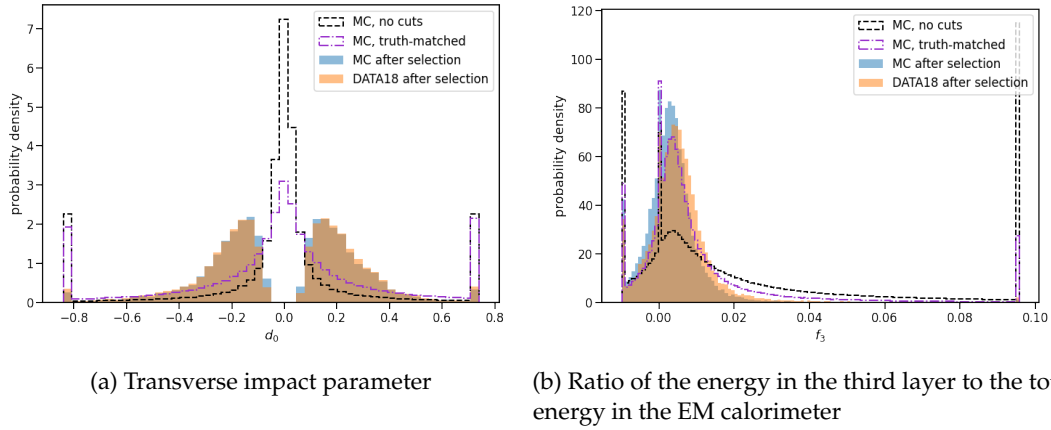 MC, no cuts
MC, truth-matched
MC after selection
DATA18 after selection
probability density
7
6
5
4
3
2
1
0
−0.8 −0.6 −0.4 −0.2 0.0 0.2 0.4 0.6 0.8
d0
(a) Transverse impact parameter
MC, no cuts
MC, truth-matched
MC after selection
DATA18 after selection
probability density
120
100
80
60
40
20
0
0.00 0.02 0.04 0.06 0.08 0.10
f3
(b) Ratio of the energy in the third layer to the to
energy in the EM calorimeter